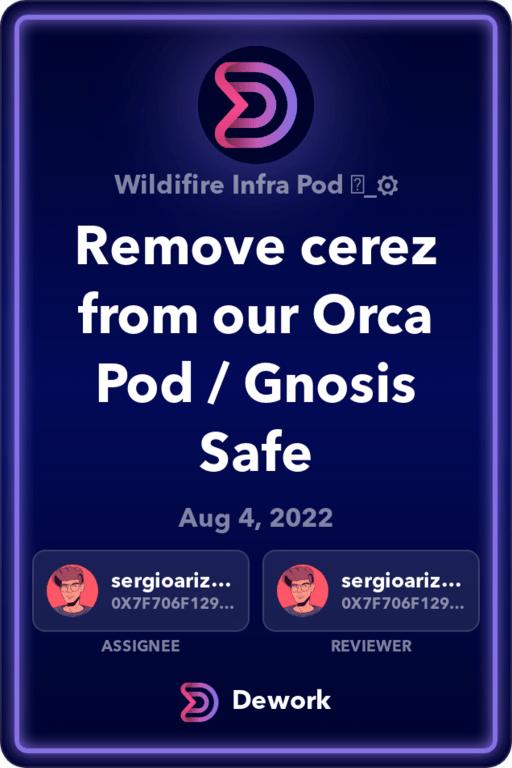 Wildifire Infra Pod _⚙
Remove cerez
from our Orca
Pod / Gnosis
Safe
Aug 4, 2022
sergioariz...
0X7F706F129...
ASSIGNEE
sergioariz...
0X7F706F129...
REVIEWER
Dework